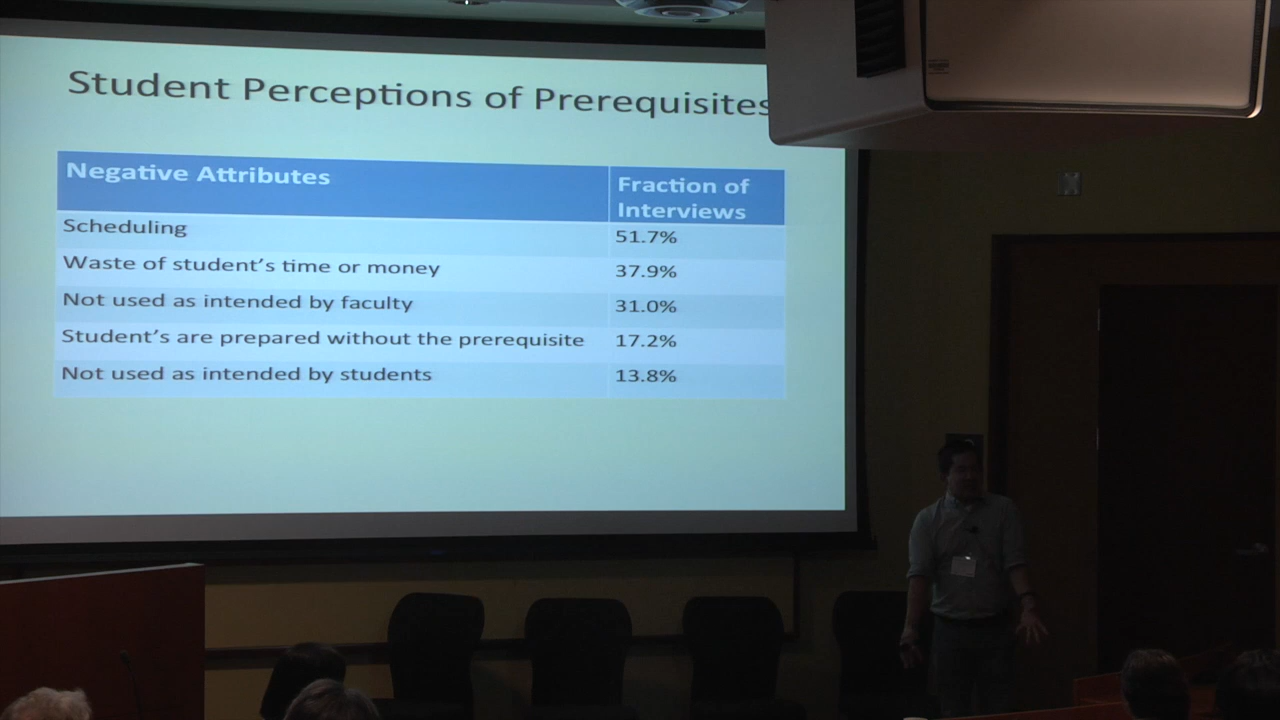 Student Perceptions of Prerequisites
Negative Attributes
Fraction of
Interviews
Scheduling
51.7%
Waste of student’s time or money
37.9%
Not used as intended by faculty
31.0%
Student’s are prepared without the prerequisite
17.2%
Not used as intended by students
13.8%